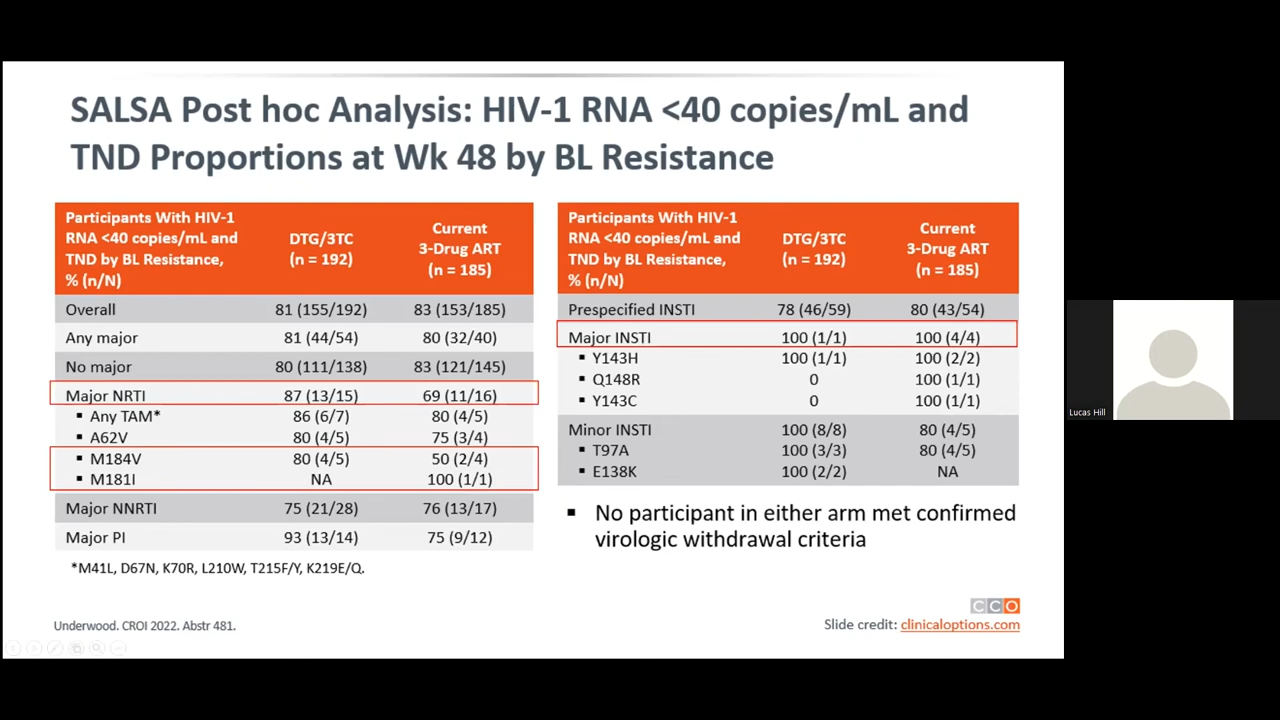 SALSA Post hoc Analysis: HIV-1 RNA <40 copies/mL and
TND Proportions at Wk 48 by BL Resistance
Participants With HIV-1
RNA <40 copies/mL and
TND by BL Resistance,
% (n/N)
DTG/3TC
(n = 192)
Current
3-Drug ART
(n = 185)
Overall 81 (155/192) 83 (153/185)
Any major 81 (44/54) 80 (32/40)
No major 80 (111/138) 83 (121/145)
Major NRTI 87 (13/15) 69 (11/16)
▪ Any TAM* 86 (6/7) 80 (4/5)
▪ A62V 80 (4/5) 75 (3/4)
▪ M184V 80 (4/5) 50 (2/4)
▪ M181I NA 100 (1/1)
Major NNRTI 75 (21/28) 76 (13/17)
Major PI 93 (13/14) 75 (9/12)
*M41L, D67N, K70R, L210W, T215F/Y, K219E/Q.
Participants With HIV-1
RNA <40 copies/mL and
TND by BL Resistance,
% (n/N)
DTG/3TC
(n = 192)
Current
3-Drug ART
(n = 185)
Prespecified INSTI 78 (46/59) 80 (43/54)
Major INSTI 100 (1/1) 100 (4/4)
▪ Y143H 100 (1/1) 100 (2/2)
▪ Q148R 0 100 (1/1)
▪ Y143C 0 100 (1/1)
Minor INSTI 100 (8/8) 80 (4/5)
▪ T97A 100 (3/3) 80 (4/5)
▪ E138K 100 (2/2) NA
▪ No participant in either arm met confirmed
virologic withdrawal criteria
Underwood. CROI 2022. Abstr 481.
CCO
Slide credit: clinicaloptions.com
Lucas Hill